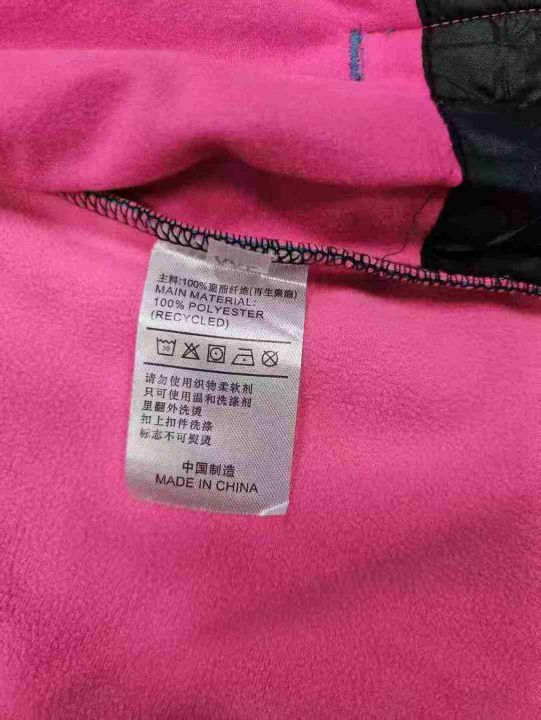 主料:100%聚酯纤维(再生聚酯)
MAIN MATERIAL:
100% POLYESTER
(RECYCLED)
30
请勿使用织物柔软剂
只可使用温和洗涤剂
里翻外洗烫
扣上扣件洗涤
标志不可熨烫
中国制造
MADE IN CHINA